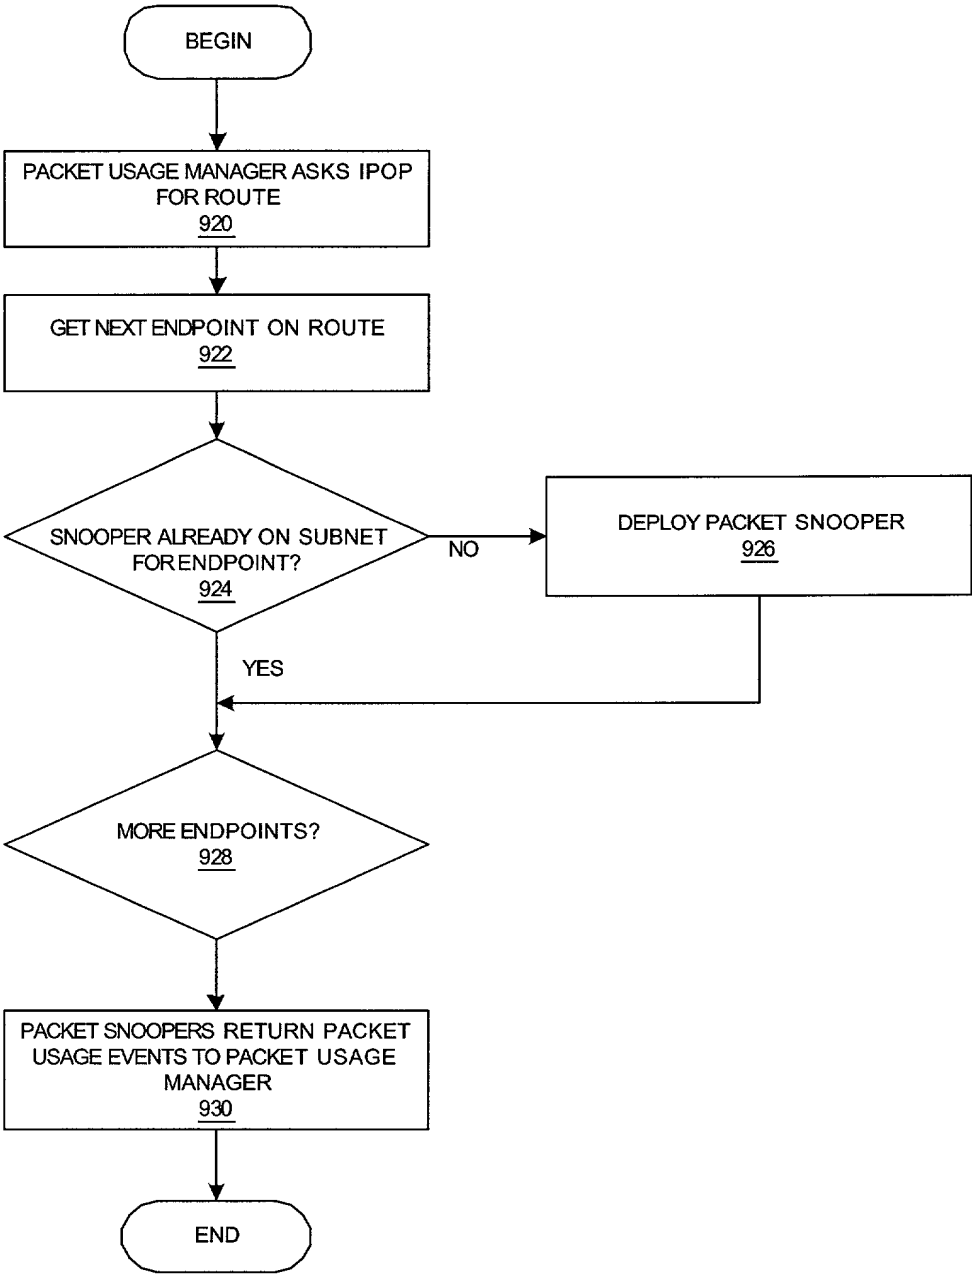 BEGIN
PACKET USAGE MANAGER ASKS IPOP
FOR ROUTE
920
GET NEXT ENDPOINT ON ROUTE
922
SNOOPER ALREADY ON SUBNET
FOR ENDPOINT?
924
NO
DEPLOY PACKET SNOOPER
926
YES
MORE ENDPOINTS?
928
PACKET SNOOPERS RETURN PACKET
USAGE EVENTS TO PACKET USAGE
MANAGER
930
END